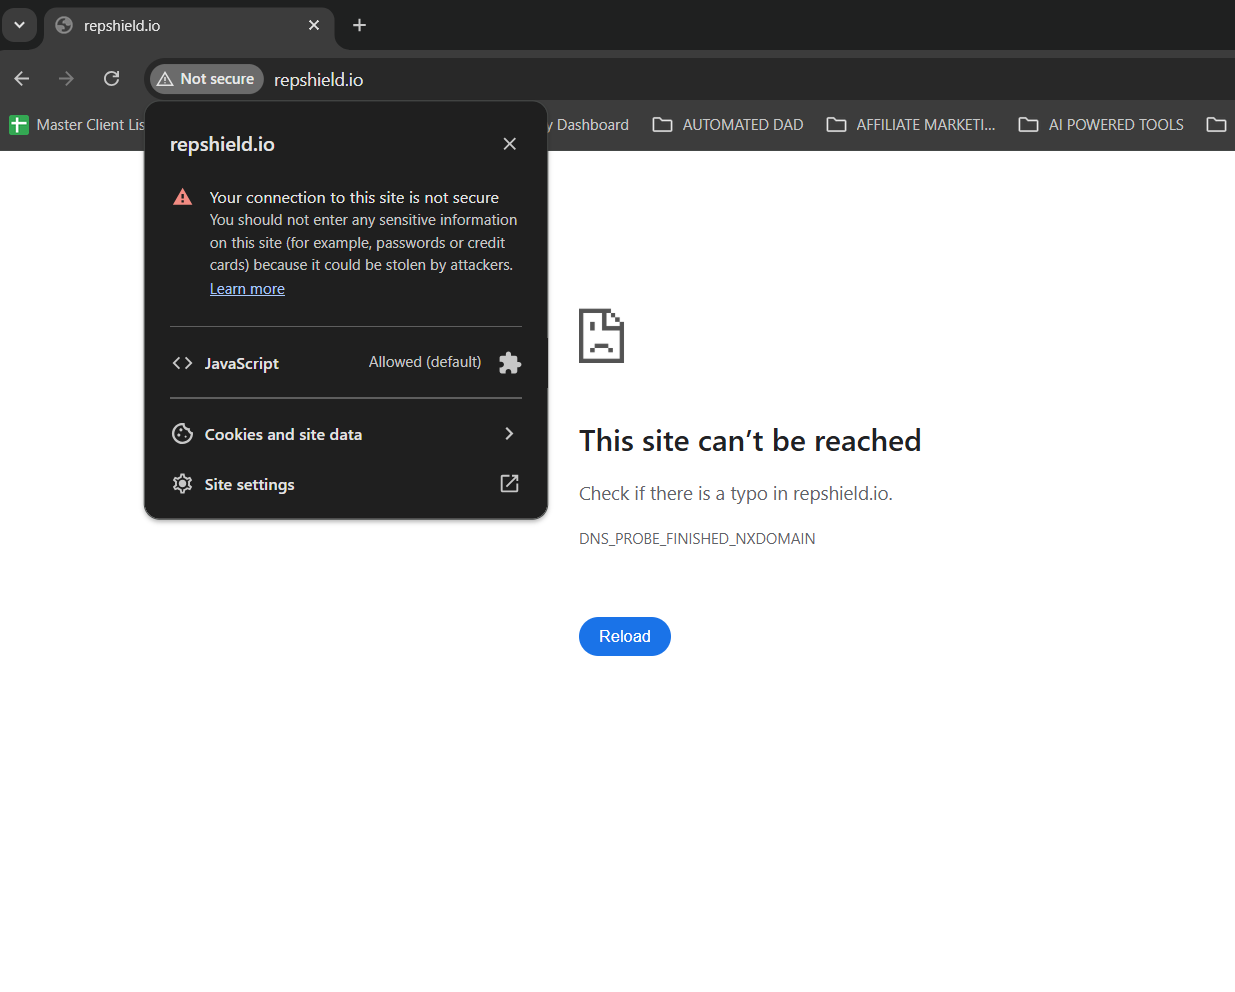 repshield.io
Not secure
repshield.io
Master Client Lis
y Dashboard
AUTOMATED DAD
AFFILIATE MARKETI...
AI POWERED TOOLS
repshield.io
Your connection to this site is not secure
You should not enter any sensitive information
on this site (for example, passwords or credit
cards) because it could be stolen by attackers.
Learn more
JavaScript
Allowed (default)
Cookies and site data
Site settings
This site can’t be reached
Check if there is a typo in repshield.io.
DNS_PROBE_FINISHED_NXDOMAIN
Reload